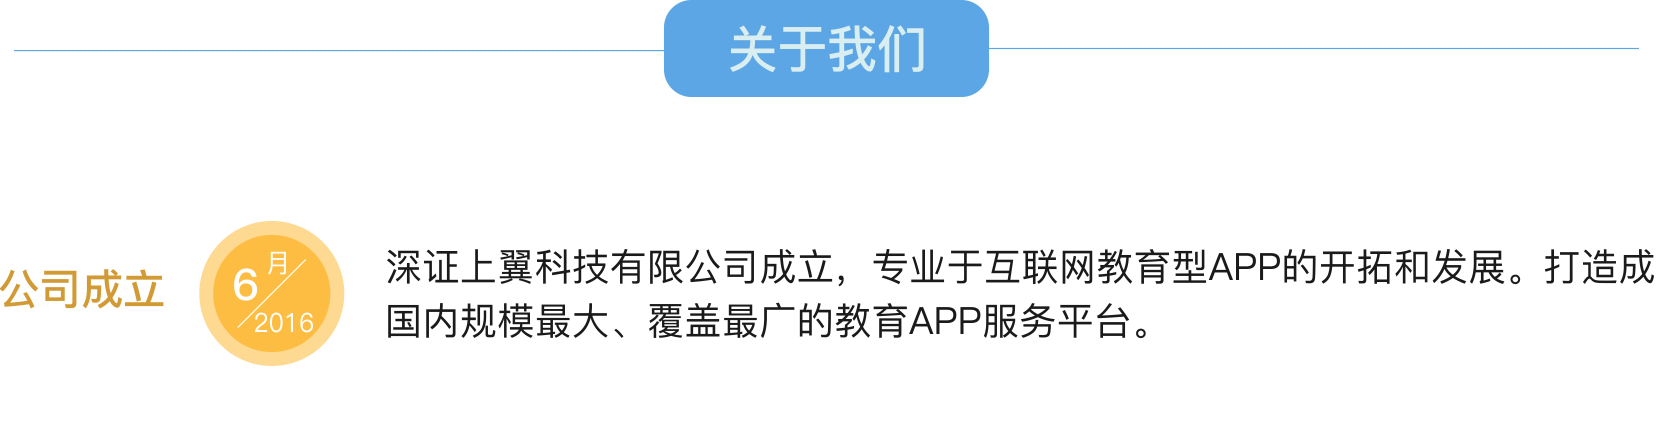 关于我们
公司成立
6月
2016
深证上翼科技有限公司成立，专业于互联网教育型APP的开拓和发展。打造成
国内规模最大、覆盖最广的教育APP服务平台。